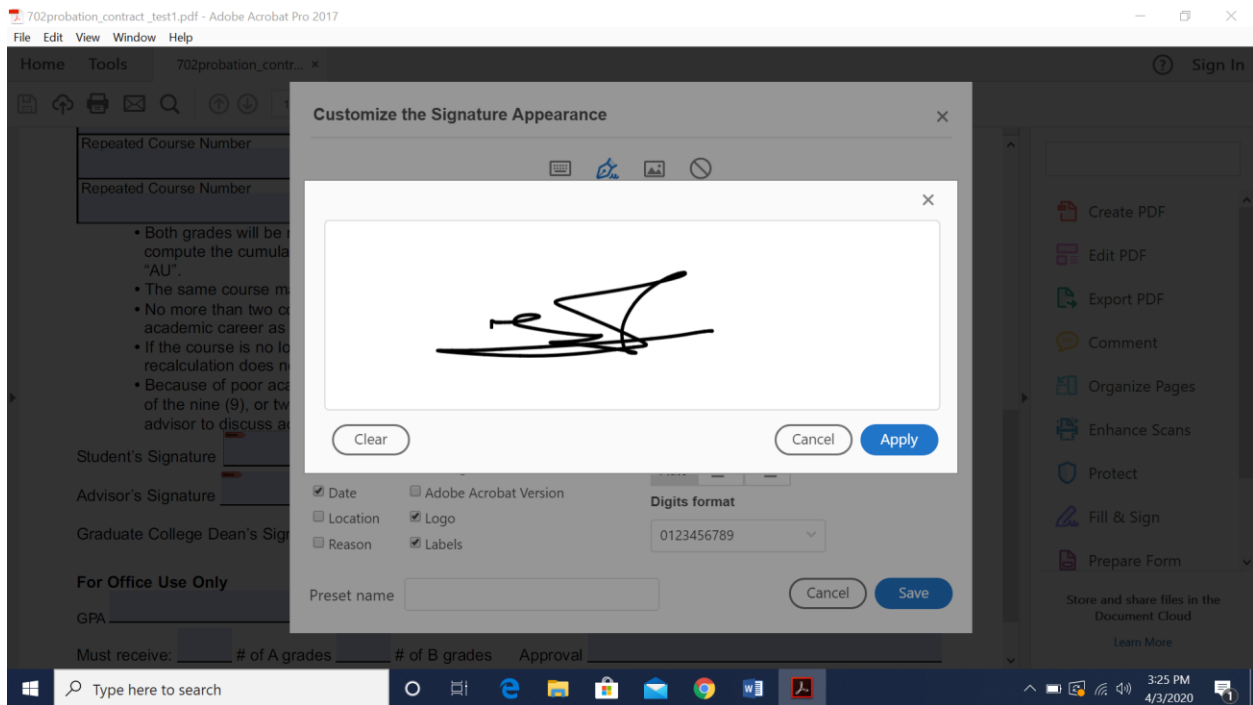 702probation_contract _test1.pdf - Adobe Acrobat Pro 2017
File Edit View Window Help
Home Tools 702probation_contr... × ? Sign In
Customize the Signature Appearance ×
Repeated Course Number
Repeated Course Number
• Both grades will be
compute the cumula
“AU”.
• The same course
• No more than two
academic career as
• If the course is no lo
recalculation does
• Because of poor aca
of the nine (9), or tw
advisor to discuss
Student's Signature
Advisor's Signature
Graduate College Dean's Sign
For Office Use Only
GPA
Must receive: # of A grades # of B grades Approval
Clear Cancel Apply
Date Adobe Acrobat Version
Location Logo
Reason Labels
Digits format
0123456789
Preset name Cancel Save
Create PDF
Edit PDF
Export PDF
Comment
Organize Pages
Enhance Scans
Protect
Fill & Sign
Prepare Form
Store and share files in the
Document Cloud
Learn More
Type here to search
3:25 PM
4/3/2020
1